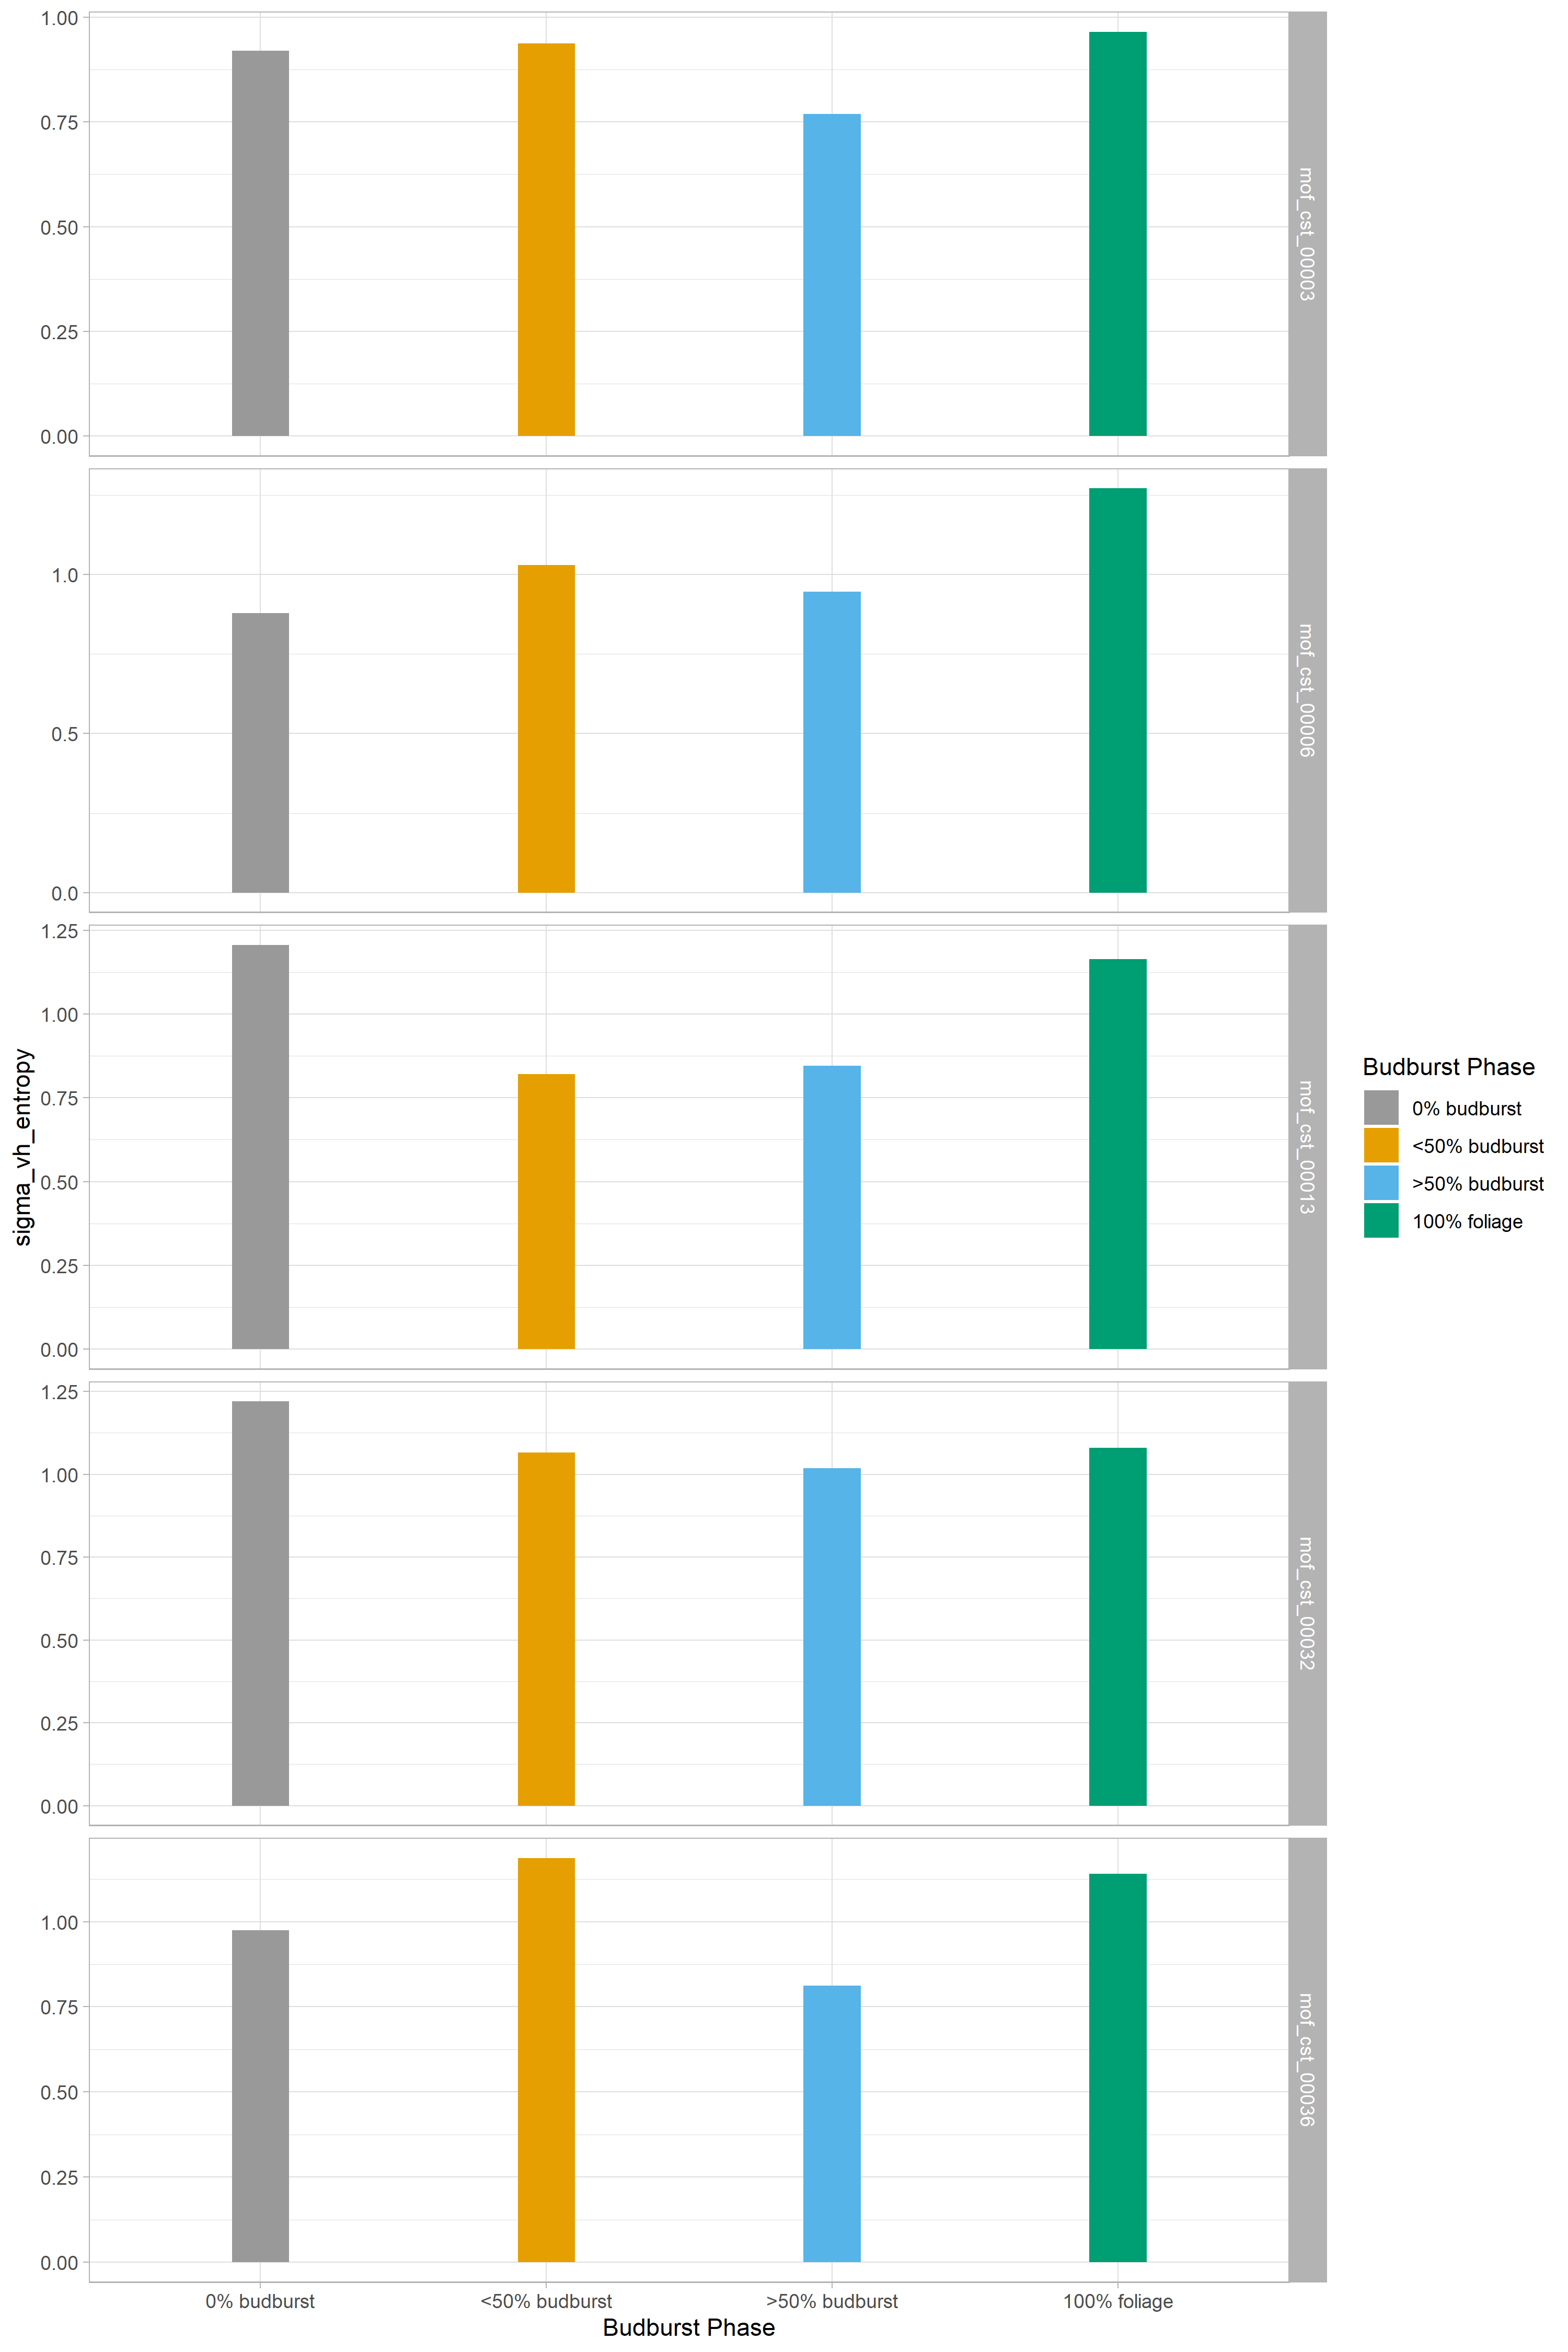 1.00
0.75
0.50
0.25
0.00
mof_cst_00003
1.0
0.5
0.0
mof_cst_00006
sigma_vh_entropy
1.25
1.00
0.75
0.50
0.25
0.00
mof_cst_00013
1.25
1.00
0.75
0.50
0.25
0.00
mof_cst_00032
1.00
0.75
0.50
0.25
0.00
mof_cst_00036
0% budburst
<50% budburst
>50% budburst
100% foliage
Budburst Phase
Budburst Phase
0% budburst
<50% budburst
>50% budburst
100% foliage